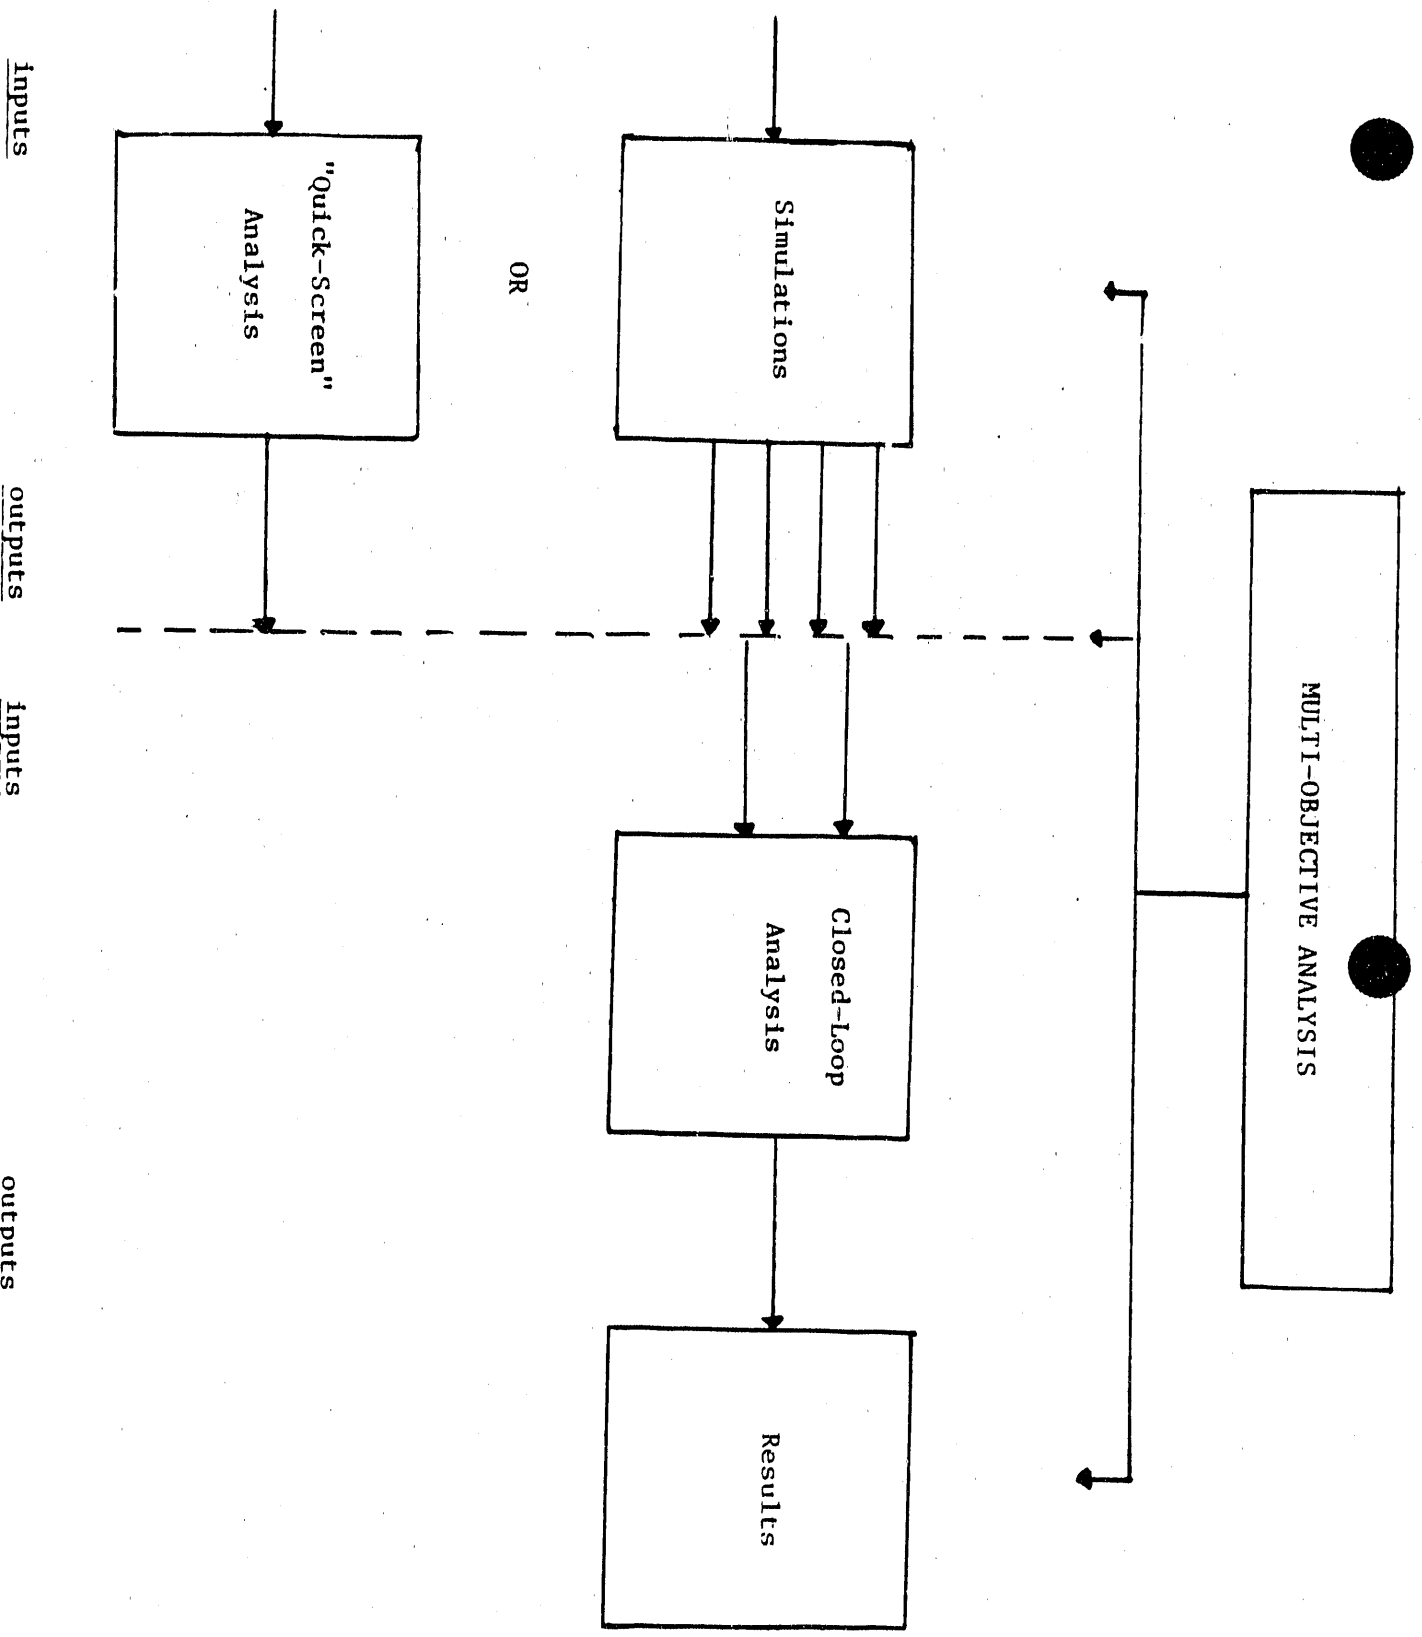 MULTI-OBJECTIVE ANALYSIS
Simulations
Closed-Loop
Analysis
Results
OR
"Quick-Screen"
Analysis
inputs
outputs
inputs
outputs